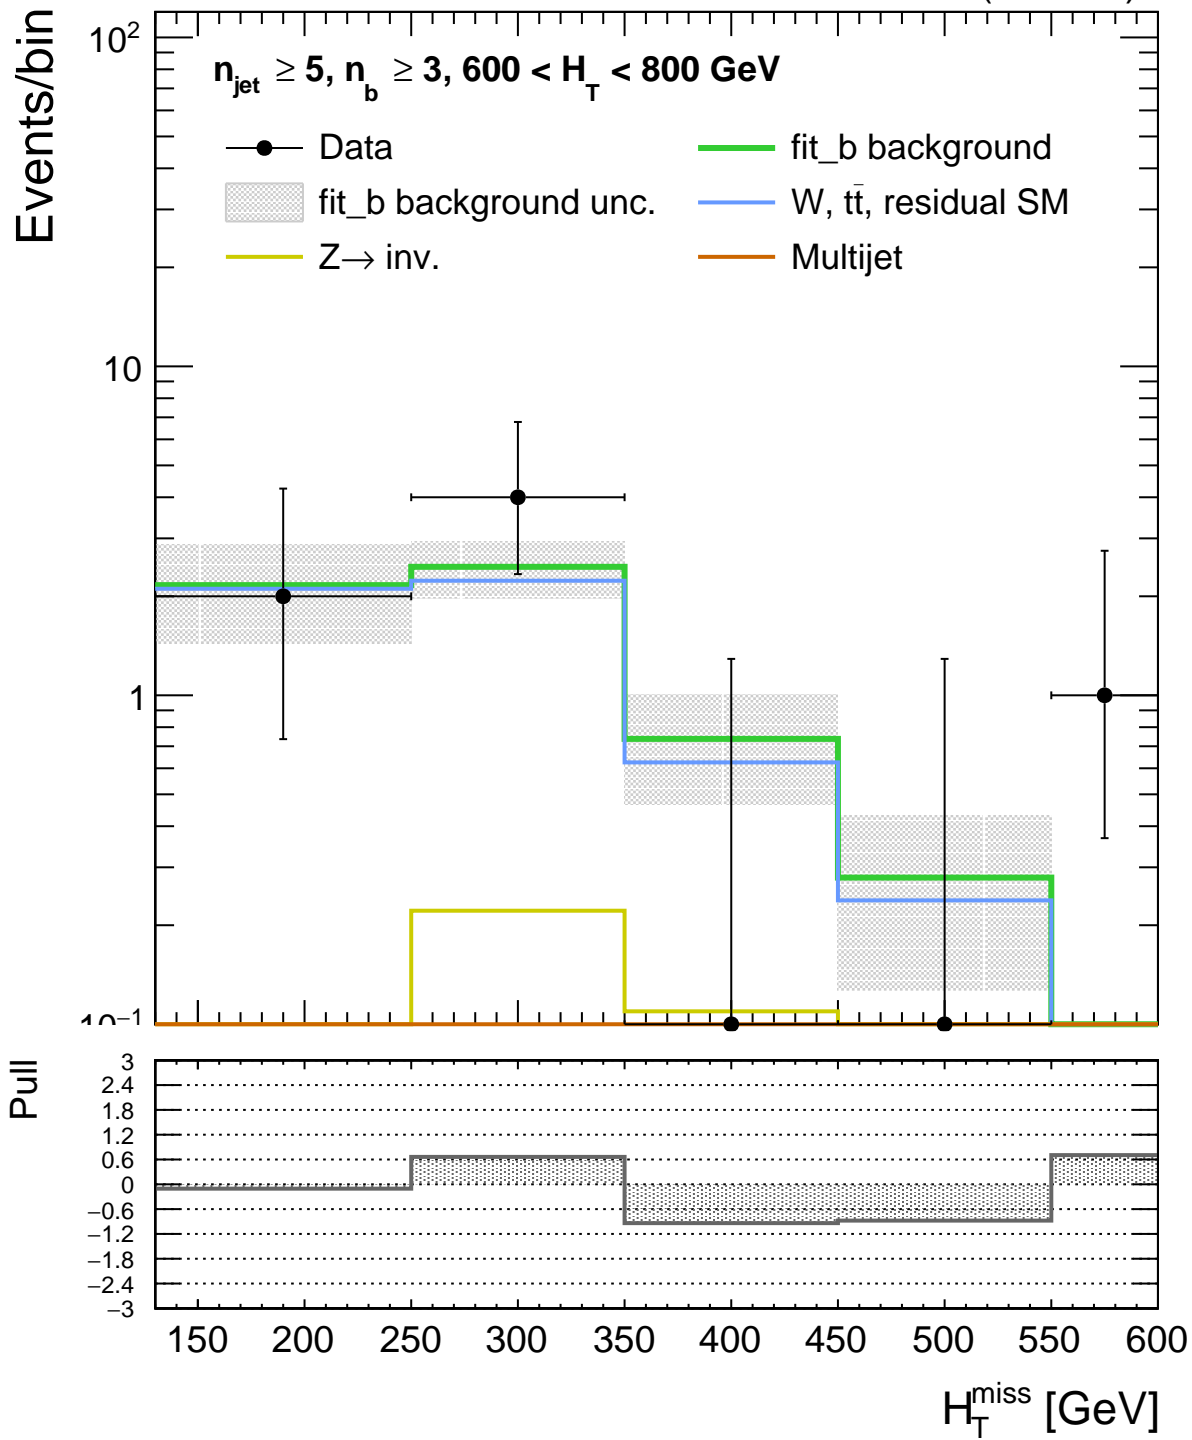 Events/bin
10²
10
1
10⁻¹
n_jet ≥ 5, n_b ≥ 3, 600 < H_T < 800 GeV
Data
fit_b background
fit_b background unc.
W, tt̄, residual SM
Z→ inv.
Multijet
Pull
3
2.4
1.8
1.2
0.6
0
−0.6
−1.2
−1.8
−2.4
−3
150 200 250 300 350 400 450 500 550 600
H_T^miss [GeV]